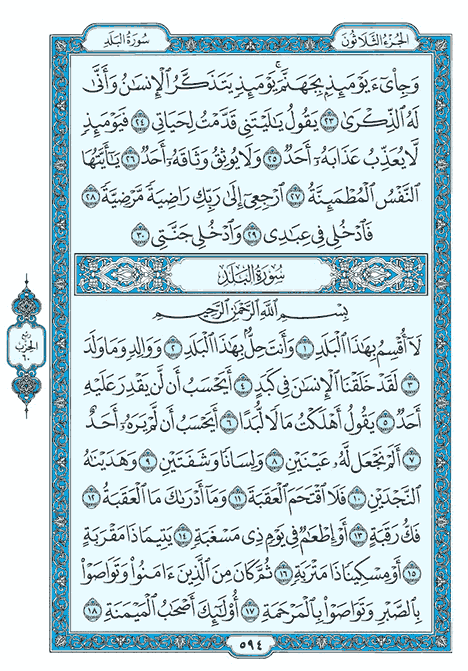 سُورَةُ البَلَدِ الجُزْءُ الثَّلَاثُونَ
وَجِاْىٓءَ يَوْمَئِذِۭ بِجَهَنَّمَۚ يَوْمَئِذٖ يَتَذَكَّرُ ٱلْإِنسَٰنُ وَأَنَّىٰ
لَهُ ٱلذِّكْرَىٰ ٢٣ يَقُولُ يَٰلَيْتَنِى قَدَّمْتُ لِحَيَاتِى ٢٤ فَيَوْمَئِذٖ
لَّا يُعَذِّبُ عَذَابَهُۥٓ أَحَدٞ ٢٥ وَلَا يُوثِقُ وَثَاقَهُۥٓ أَحَدٞ ٢٦ يَٰٓأَيَّتُهَا
ٱلنَّفْسُ ٱلْمُطْمَئِنَّةُ ٢٧ ٱرْجِعِىٓ إِلَىٰ رَبِّكِ رَاضِيَةٗ مَّرْضِيَّةٗ ٢٨
فَٱدْخُلِى فِى عِبَٰدِى ٢٩ وَٱدْخُلِى جَنَّتِى ٣٠
سُورَةُ البَلَدِ
بِسْمِ ٱللَّهِ ٱلرَّحْمَٰنِ ٱلرَّحِيمِ
لَآ أُقْسِمُ بِهَٰذَا ٱلْبَلَدِ ١ وَأَنتَ حِلُّۢ بِهَٰذَا ٱلْبَلَدِ ٢ وَوَالِدٖ وَمَا وَلَدَ
٣ لَقَدْ خَلَقْنَا ٱلْإِنسَٰنَ فِى كَبَدٍ ٤ أَيَحْسَبُ أَن لَّن يَقْدِرَ عَلَيْهِ
أَحَدٞ ٥ يَقُولُ أَهْلَكْتُ مَالٗا لُّبَدًا ٦ أَيَحْسَبُ أَن لَّمْ يَرَهُۥٓ أَحَدٌ
٧ أَلَمْ نَجْعَل لَّهُۥ عَيْنَيْنِ ٨ وَلِسَانٗا وَشَفَتَيْنِ ٩ وَهَدَيْنَٰهُ
ٱلنَّجْدَيْنِ ١٠ فَلَا ٱقْتَحَمَ ٱلْعَقَبَةَ ١١ وَمَآ أَدْرَىٰكَ مَا ٱلْعَقَبَةُ ١٢
فَكُّ رَقَبَةٍ ١٣ أَوْ إِطْعَٰمٞ فِى يَوْمٖ ذِى مَسْغَبَةٖ ١٤ يَتِيمٗا ذَا مَقْرَبَةٍ
١٥ أَوْ مِسْكِينٗا ذَا مَتْرَبَةٖ ١٦ ثُمَّ كَانَ مِنَ ٱلَّذِينَ ءَامَنُوا۟ وَتَوَاصَوْا۟
بِٱلصَّبْرِ وَتَوَاصَوْا۟ بِٱلْمَرْحَمَةِ ١٧ أُو۟لَٰٓئِكَ أَصْحَٰبُ ٱلْمَيْمَنَةِ ١٨
الحِزْب
٦٠
٥٩٤